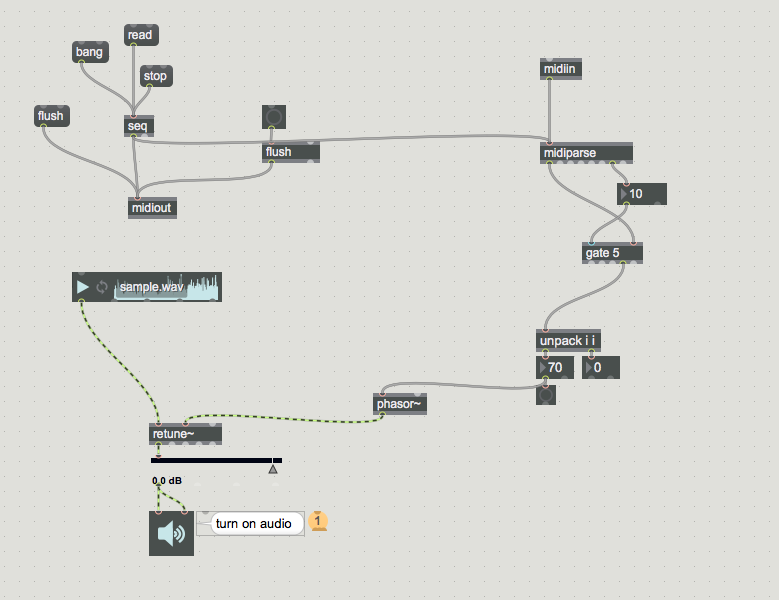 read
bang
stop
flush
seq
flush
midiout
midiin
midiparse
10
gate 5
sample.wav
unpack i i
70
0
phasor~
retune~
0.0 dB
turn on audio
1